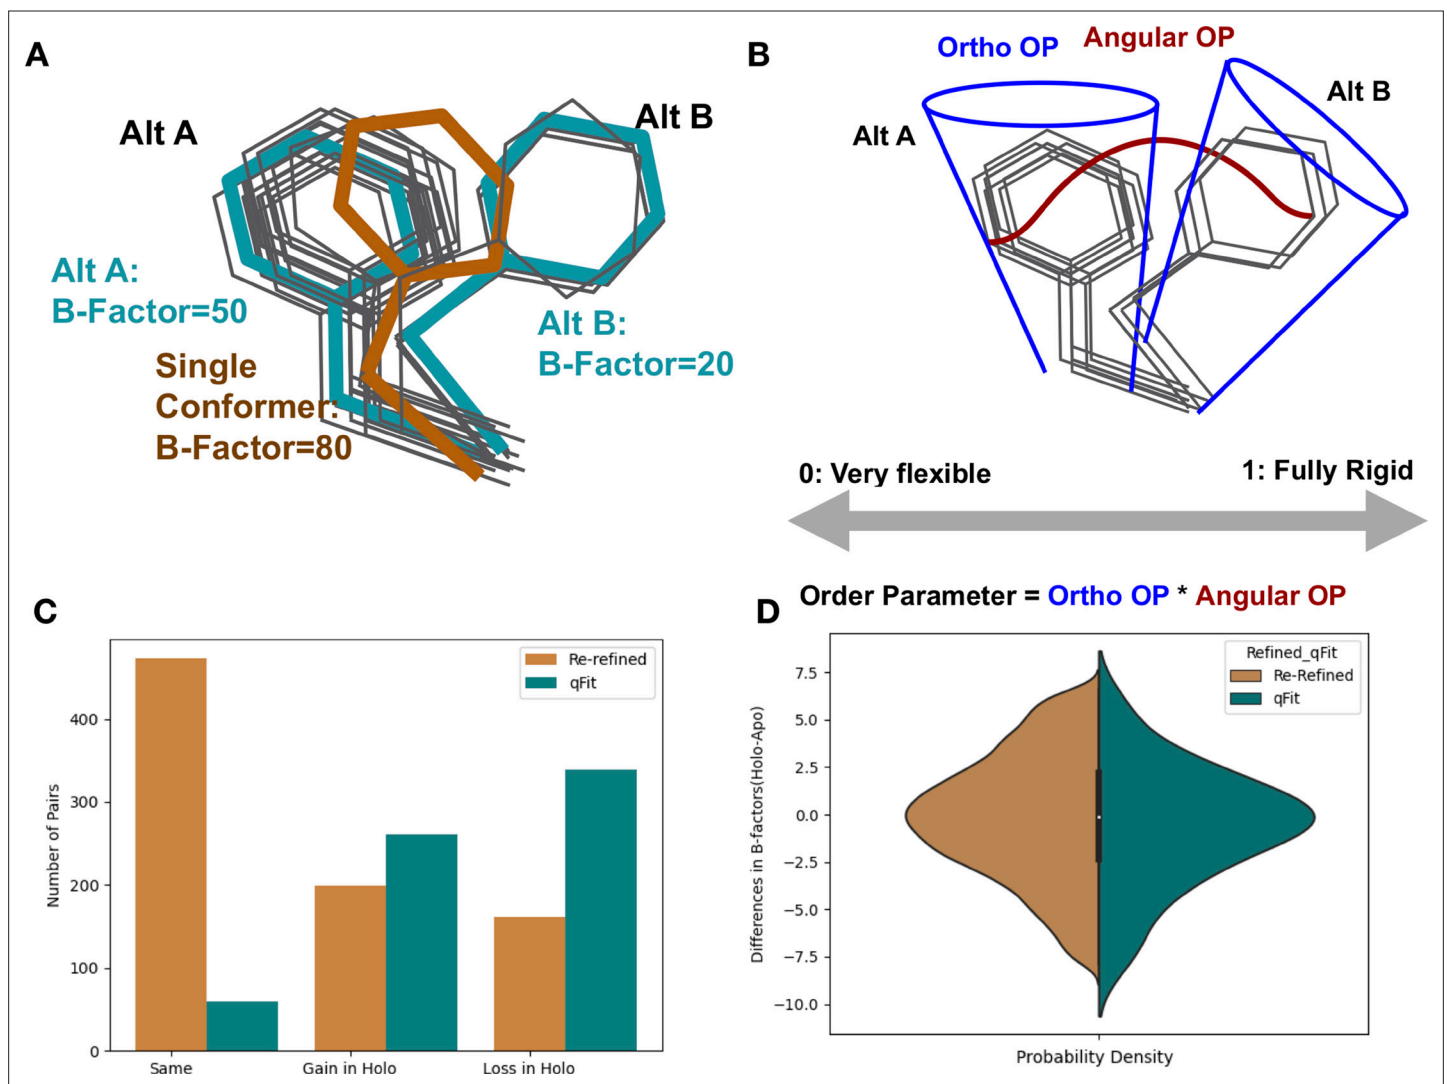 A
Alt A
Alt B
Alt A:
B-Factor=50
Single
Conformer:
B-Factor=80
Alt B:
B-Factor=20
B
Ortho OP
Angular OP
Alt A
Alt B
0: Very flexible
1: Fully Rigid
Order Parameter = Ortho OP * Angular OP
C
Number of Pairs
400
300
200
100
0
Same
Gain in Holo
Loss in Holo
Re-refined
qFit
D
Differences in B-factors(Holo-Apo)
7.5
5.0
2.5
0.0
−2.5
−5.0
−7.5
−10.0
Probability Density
Refined_qFit
Re-Refined
qFit